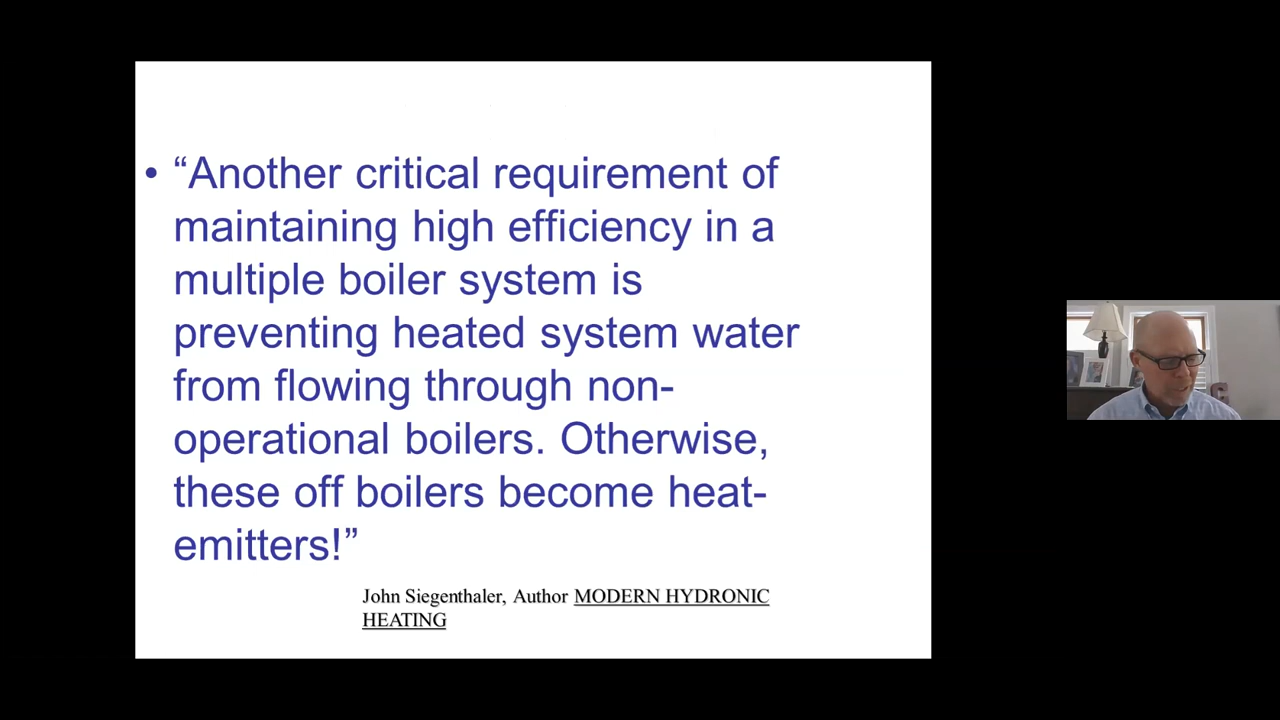 • “Another critical requirement of
maintaining high efficiency in a
multiple boiler system is
preventing heated system water
from flowing through non-
operational boilers. Otherwise,
these off boilers become heat-
emitters!”
John Siegenthaler, Author MODERN HYDRONIC
HEATING